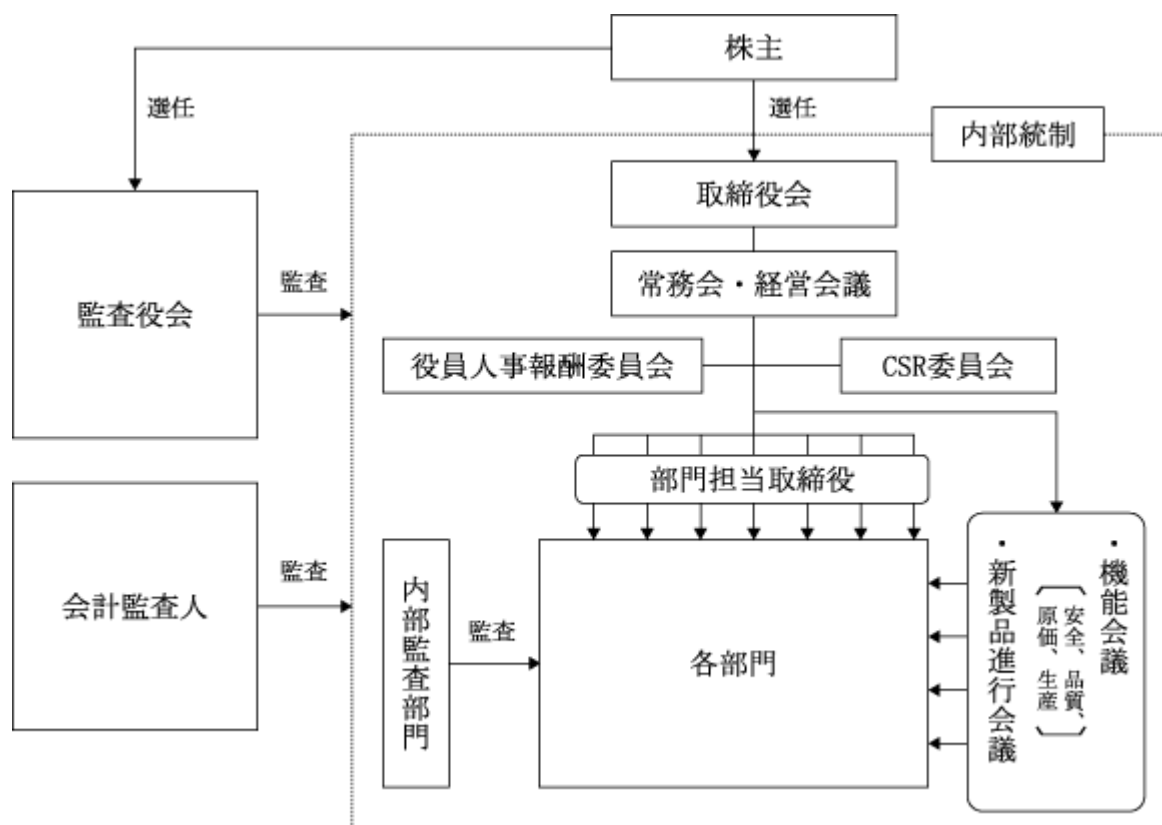 株主
選任
選任
内部統制
取締役会
監査役会
監査
常務会・経営会議
役員人事報酬委員会
CSR委員会
部門担当取締役
会計監査人
監査
内部監査部門
監査
各部門
・機能会議
安全、品質、
原価、生産
・新製品進行会議